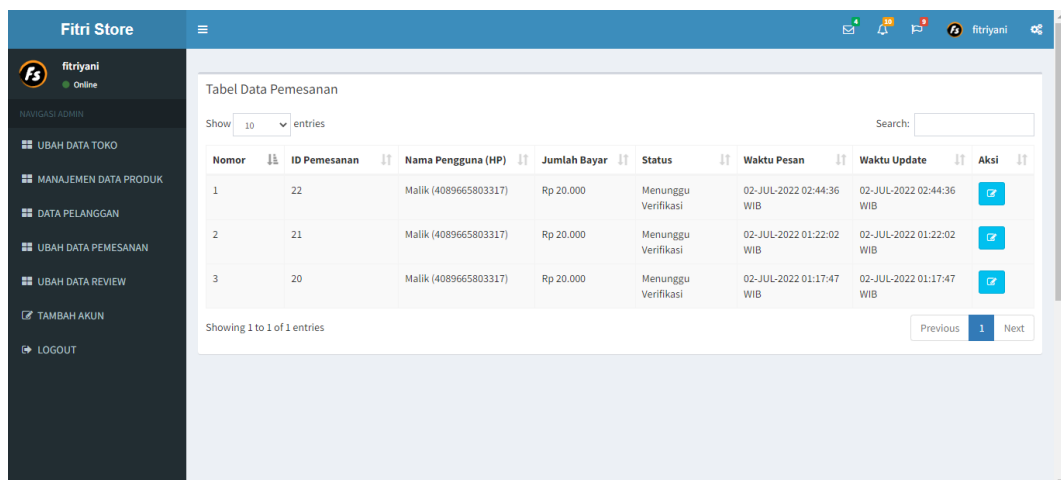 Fitri Store
4
10
9
Fs
fitriyani
Fs
fitriyani
Online
NAVIGASI ADMIN
UBAH DATA TOKO
MANAJEMEN DATA PRODUK
DATA PELANGGAN
UBAH DATA PEMESANAN
UBAH DATA REVIEW
TAMBAH AKUN
LOGOUT
Tabel Data Pemesanan
Show 10 entries
Search:
Nomor ID Pemesanan Nama Pengguna (HP) Jumlah Bayar Status Waktu Pesan Waktu Update Aksi
1 22 Malik (4089665803317) Rp 20.000 Menunggu 02-JUL-2022 02:44:36 02-JUL-2022 02:44:36
Verifikasi WIB WIB
2 21 Malik (4089665803317) Rp 20.000 Menunggu 02-JUL-2022 01:22:02 02-JUL-2022 01:22:02
Verifikasi WIB WIB
3 20 Malik (4089665803317) Rp 20.000 Menunggu 02-JUL-2022 01:17:47 02-JUL-2022 01:17:47
Verifikasi WIB WIB
Showing 1 to 1 of 1 entries
Previous 1 Next